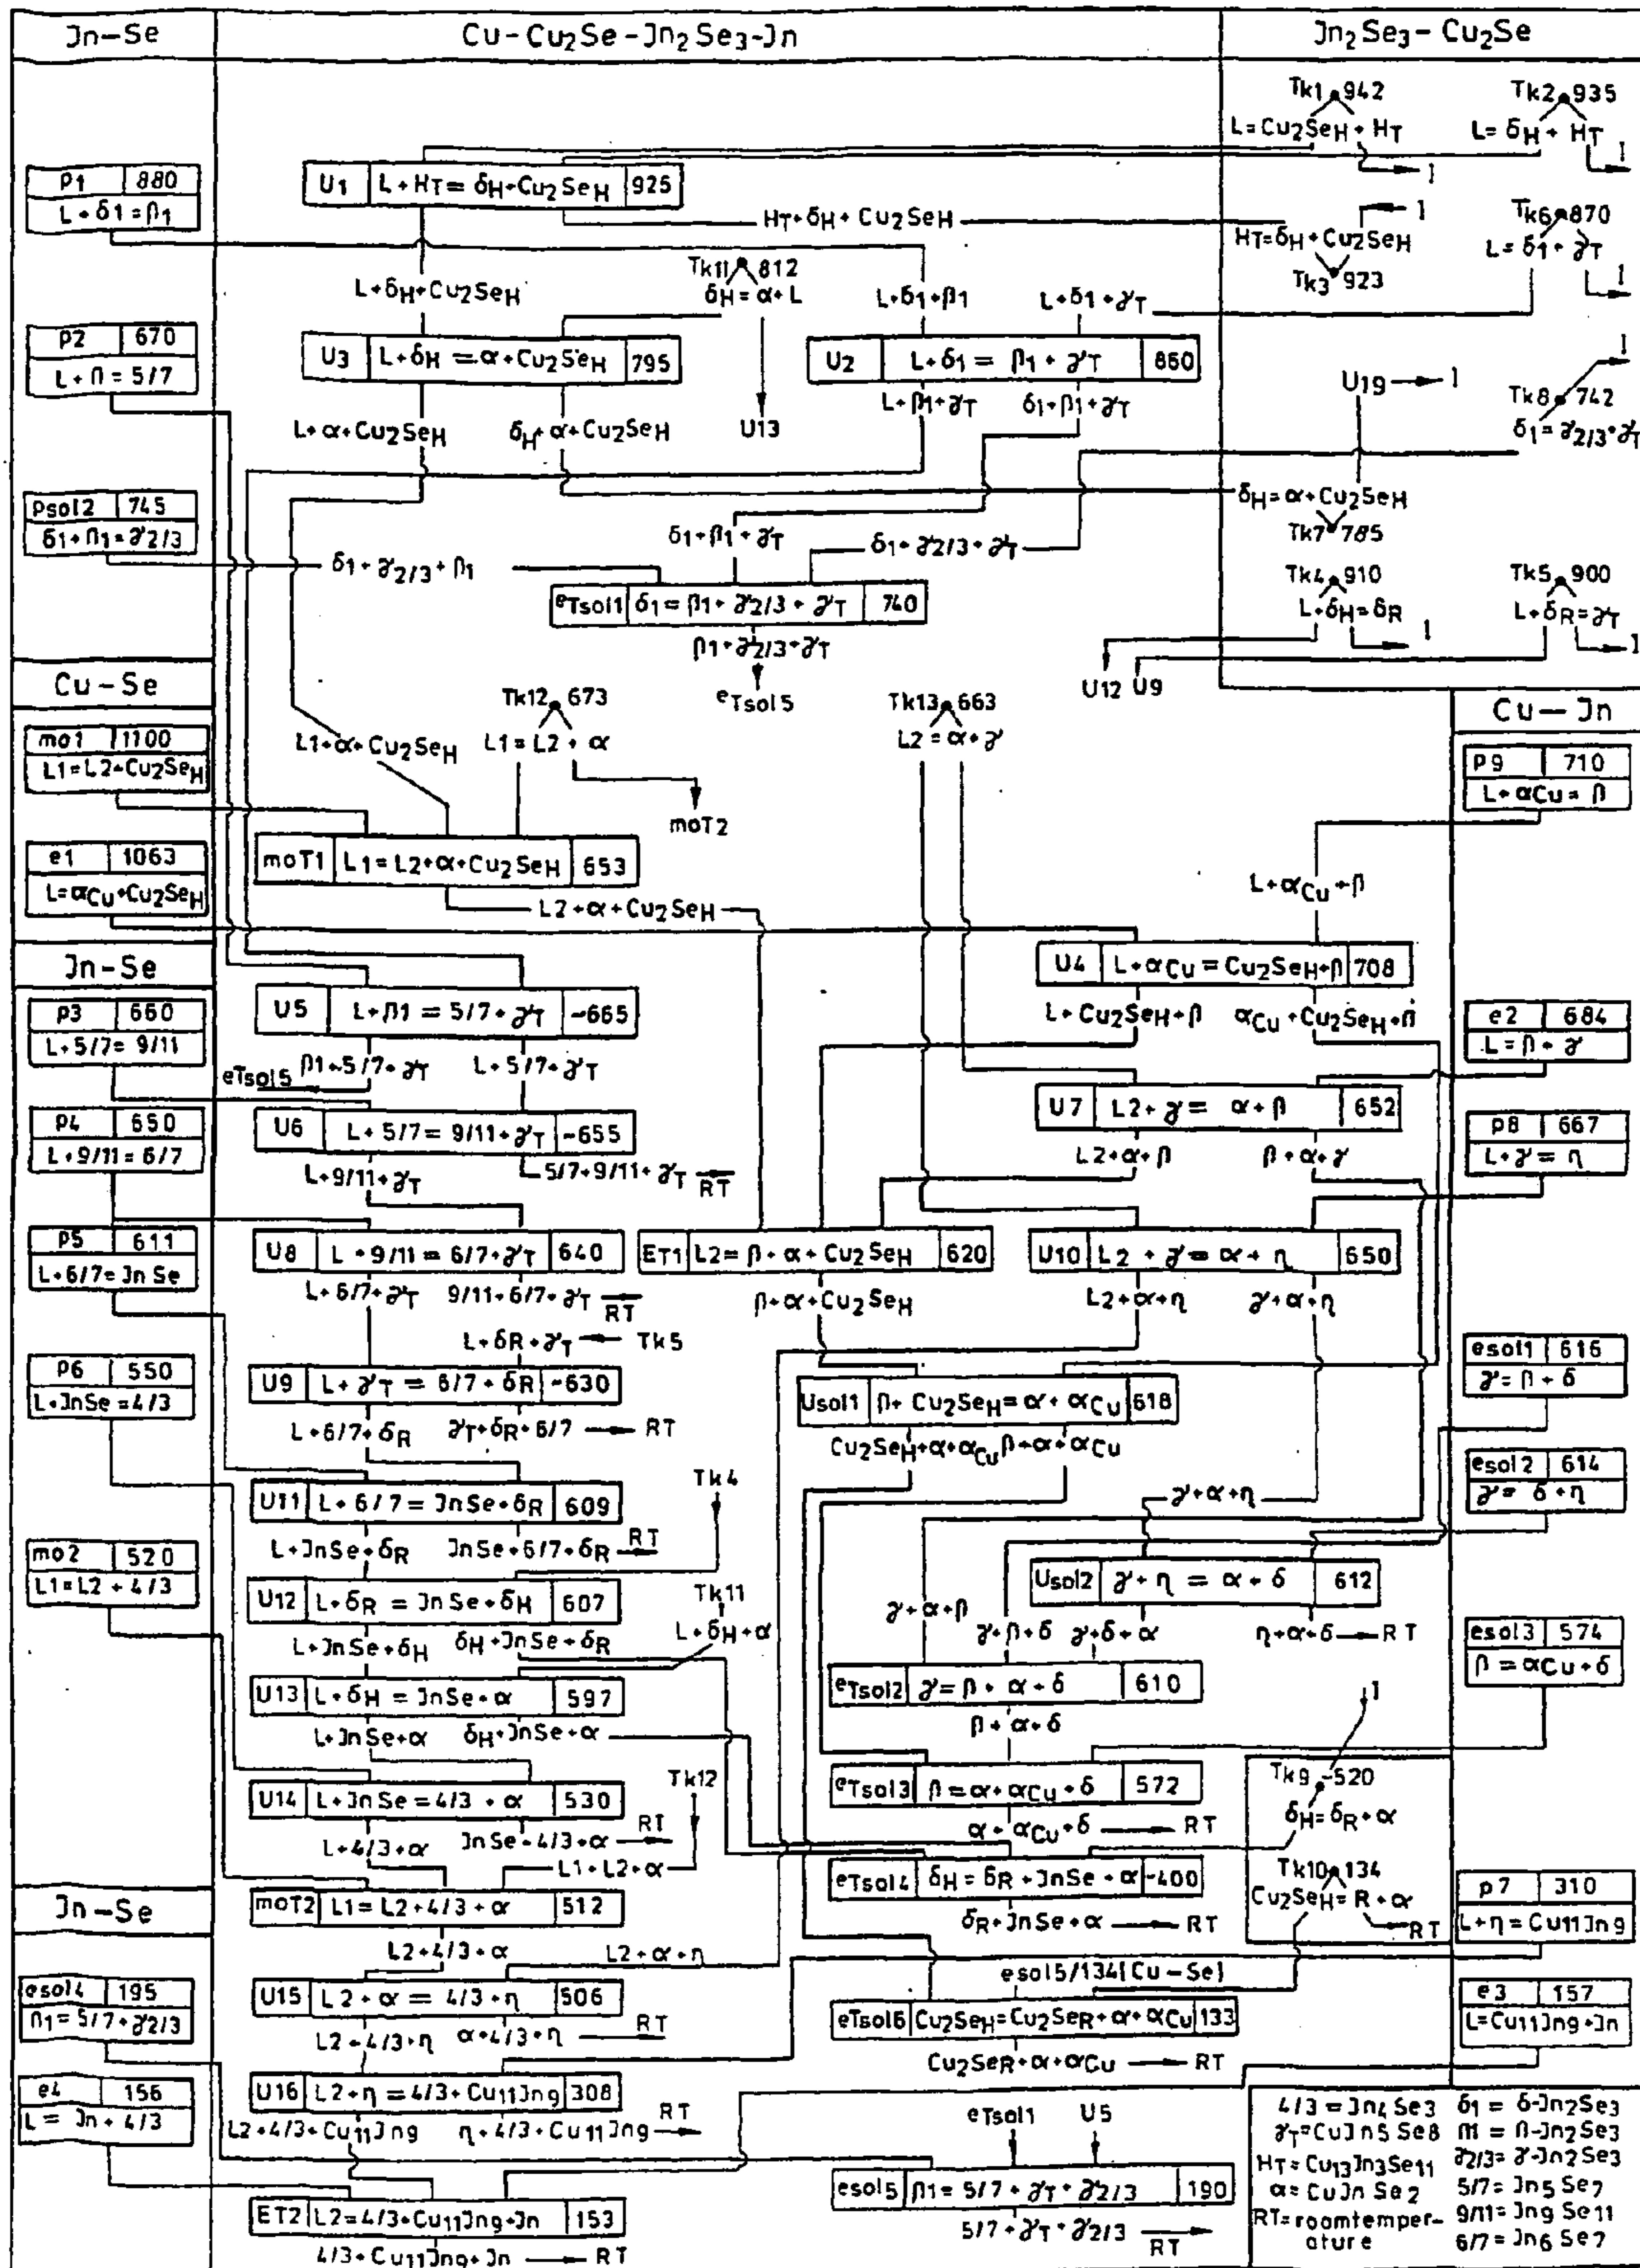 Jn-Se
Cu-Cu2Se-Jn2Se3-Jn
Jn2Se3-Cu2Se
Tk1 942
L=Cu2SeH+HT
Tk2 935
L=δH+HT
p1 880
L+δ1=β1
U1 L+HT=δH+Cu2SeH 925
HT+δH+Cu2SeH
HT=δH+Cu2SeH
Tk3 923
Tk6 870
L=δ1+γT
L+δH+Cu2SeH
Tk11 812
δH=α+L
L+δ1+β1
L+δ1+γT
p2 670
L+β=5/7
U3 L+δH=α+Cu2SeH 795
U2 L+δ1=β1+γT 860
L+α+Cu2SeH
δH+α+Cu2SeH
U13
L+β1+γT
δ1+β1+γT
U19
Tk8 742
δ1=γ2/3+γT
psol2 745
δ1+β1=γ2/3
δH=α+Cu2SeH
Tk7 785
δ1+γ2/3+β1
δ1+β1+γT
δ1+γ2/3+γT
eTsol1 δ1=β1+γ2/3+γT 740
β1+γ2/3+γT
eTsol5
Tk4 910
L+δH=δR
Tk5 900
L+δR=γT
U12 U9
Cu-Se
Cu-Jn
mo1 1100
L1=L2+Cu2SeH
L1+α+Cu2SeH
Tk12 673
L1=L2+α
moT2
Tk13 663
L2=α+γ
p9 710
L+αCu=β
e1 1063
L=αCu+Cu2SeH
moT1 L1=L2+α+Cu2SeH 653
L2+α+Cu2SeH
L+αCu+β
U4 L+αCu=Cu2SeH+β 708
L+Cu2SeH+β
αCu+Cu2SeH+β
Jn-Se
p3 660
L+5/7=9/11
U5 L+β1=5/7+γT ~665
eTsol5
β1+5/7+γT
L+5/7+γT
e2 684
L=β+γ
p4 650
L+9/11=6/7
U6 L+5/7=9/11+γT ~655
L+9/11+γT
5/7+9/11+γT RT
U7 L2+γ=α+β 652
L2+α+β
β+α+γ
p8 667
L+γ=η
p5 611
L+6/7=JnSe
U8 L+9/11=6/7+γT 640
ET1 L2=β+α+Cu2SeH 620
U10 L2+γ=α+η 650
L+6/7+γT
9/11+6/7+γT RT
β+α+Cu2SeH
L2+α+η
γ+α+η
L+δR+γT Tk5
p6 550
L+JnSe=4/3
U9 L+γT=6/7+δR ~630
L+6/7+δR
γT+δR+6/7 RT
Usol1 β+Cu2SeH=α+αCu 618
Cu2SeH+α+αCu
β+α+αCu
esol1 616
γ=β+δ
esol2 614
γ=δ+η
U11 L+6/7=JnSe+δR 609
L+JnSe+δR
JnSe+6/7+δR RT
Tk4
γ+α+η
mo2 520
L1=L2+4/3
U12 L+δR=JnSe+δH 607
L+JnSe+δH
δH+JnSe+δR
Tk11
L+δH+α
Usol2 γ+η=α+δ 612
γ+α+β
γ+β+δ
γ+δ+α
η+α+δ RT
esol3 574
β=αCu+δ
U13 L+δH=JnSe+α 597
L+JnSe+α
δH+JnSe+α
eTsol2 γ=β+α+δ 610
β+α+δ
U14 L+JnSe=4/3+α 530
L+4/3+α
JnSe+4/3+α RT
Tk12
L1+L2+α
eTsol3 β=α+αCu+δ 572
α+αCu+δ RT
Tk9 ~520
δH=δR+α
Jn-Se
moT2 L1=L2+4/3+α 512
L2+4/3+α
L2+α+η
eTsol4 δH=δR+JnSe+α ~400
δR+JnSe+α RT
Tk10 134
Cu2SeH=R+α
RT
p7 310
L+η=Cu11Jn9
esol4 195
β1=5/7+γ2/3
U15 L2+α=4/3+η 506
L2+4/3+η
α+4/3+η RT
esol5/134(Cu-Se)
eTsol6 Cu2SeH=Cu2SeR+α+αCu 133
Cu2SeR+α+αCu RT
e3 157
L=Cu11Jn9+Jn
e4 156
L=Jn+4/3
U16 L2+η=4/3+Cu11Jn9 308
L2+4/3+Cu11Jn9
η+4/3+Cu11Jn9 RT
eTsol1 U5
esol5 β1=5/7+γT+γ2/3 190
5/7+γT+γ2/3 RT
ET2 L2=4/3+Cu11Jn9+Jn 153
4/3+Cu11Jn9+Jn RT
4/3=Jn4Se3 δ1=δ-Jn2Se3
γT=CuJn5Se8 β1=β-Jn2Se3
HT=Cu13Jn3Se11 γ2/3=γ-Jn2Se3
α=CuJnSe2 5/7=Jn5Se7
RT=roomtemper- 9/11=Jn9Se11
ature 6/7=Jn6Se7